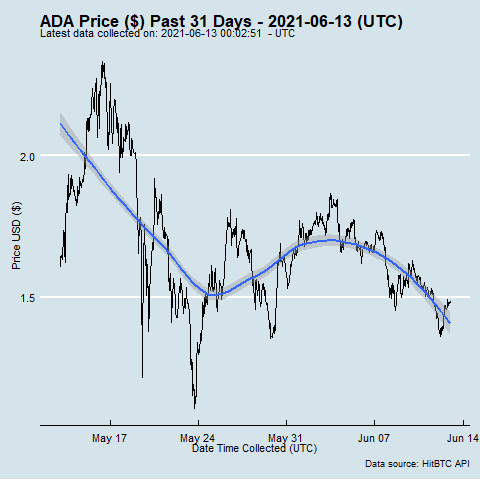 ADA Price ($) Past 31 Days - 2021-06-13 (UTC)
Latest data collected on: 2021-06-13 00:02:51 - UTC
Price USD ($)
2.0
1.5
May 17 May 24 May 31 Jun 07 Jun 14
Date Time Collected (UTC)
Data source: HitBTC API